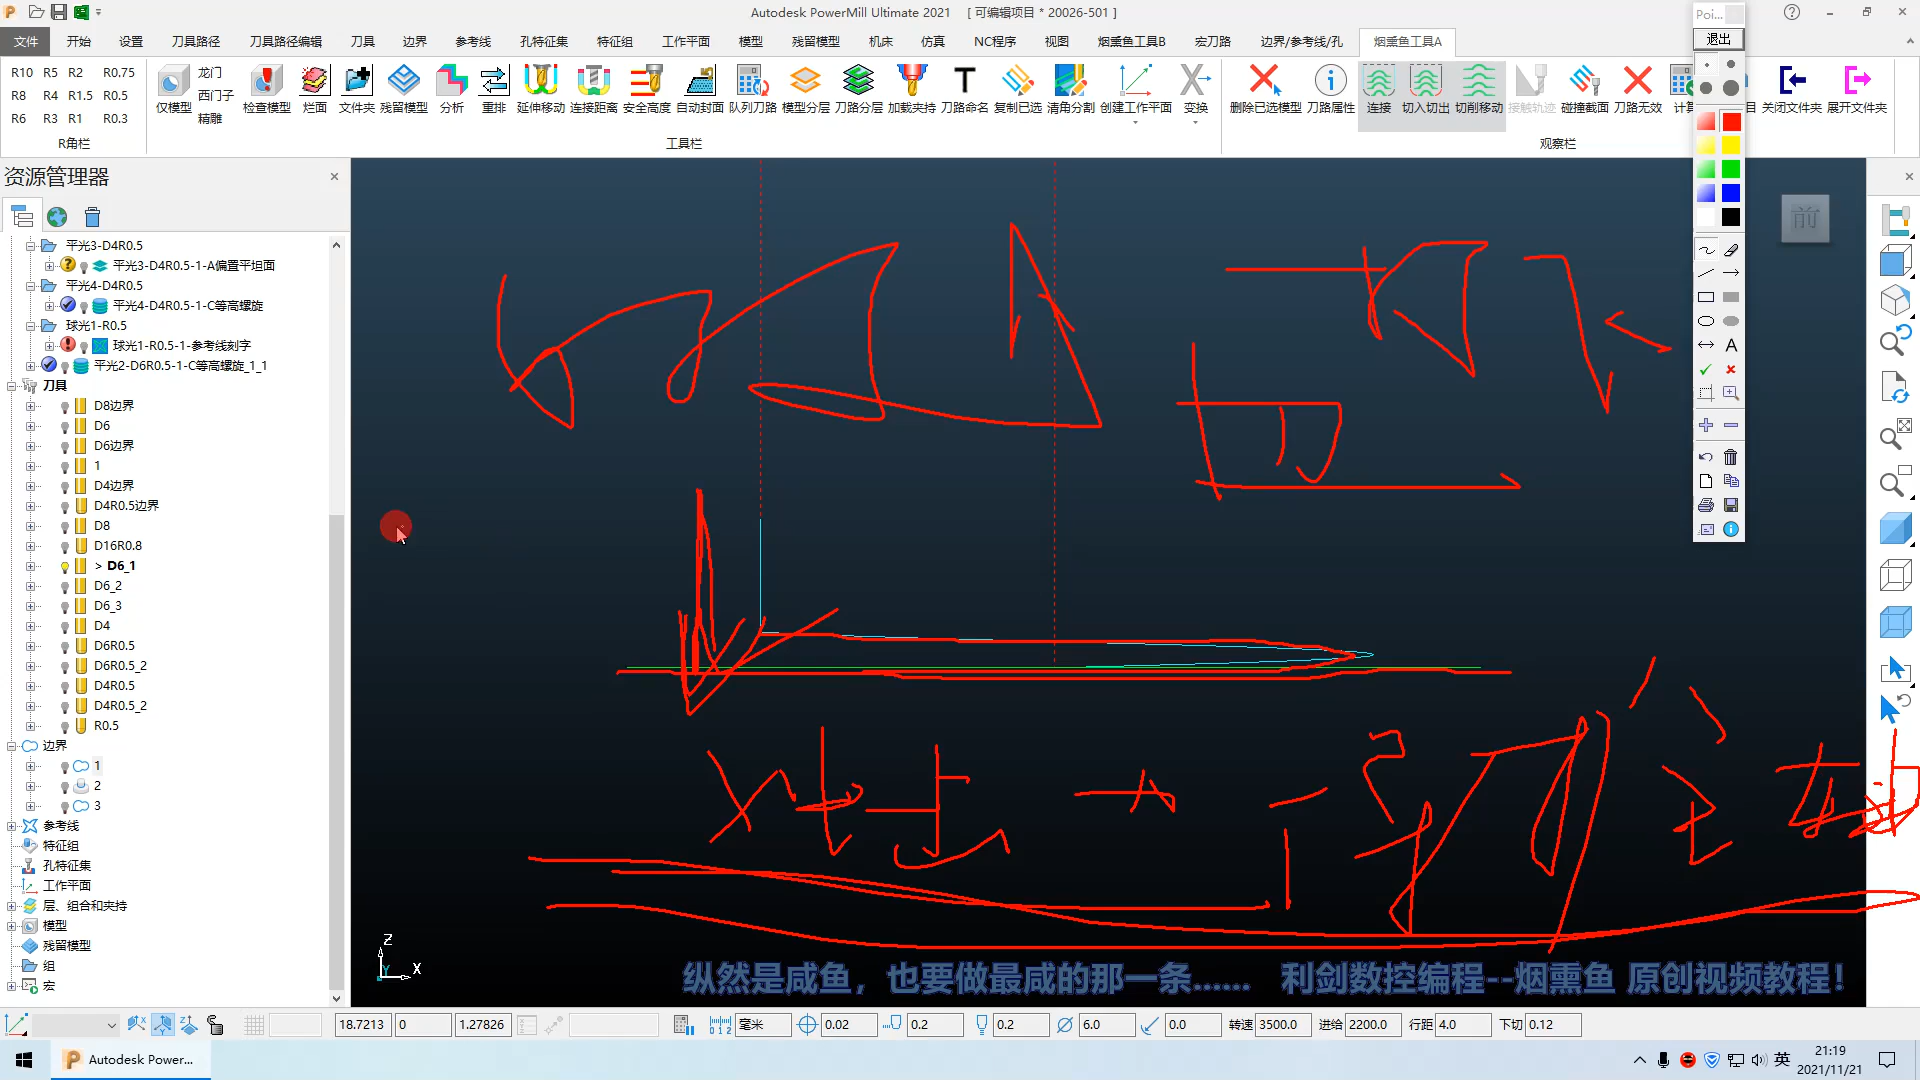 Autodesk PowerMill Ultimate 2021 [ 可编辑项目 * 20026-501 ]
Poi...
退出
文件 开始 设置 刀具路径 刀具路径编辑 刀具 边界 参考线 孔特征集 特征组 工作平面 模型 残留模型 机床 仿真 NC程序 视图 烟熏鱼工具B 宏刀路 边界/参考线/孔 烟熏鱼工具A
R10 R5 R2 R0.75
R8 R4 R1.5 R0.5
R6 R3 R1 R0.3
R角栏
龙门
西门子
精雕
仅模型 检查模型 烂面 文件夹 残留模型 分析 重排 延伸移动 连接距离 安全高度 自动封面 队列刀路 模型分层 刀路分层 加载夹持 刀路命名 复制已选 清角分割 创建工作平面 变换
工具栏
删除已选模型 刀路属性 连接 切入切出 切削移动 接触轨迹 碰撞截面 刀路无效 计算 目 关闭文件夹 展开文件夹
观察栏
资源管理器
平光3-D4R0.5
平光3-D4R0.5-1-A偏置平坦面
平光4-D4R0.5
平光4-D4R0.5-1-C等高螺旋
球光1-R0.5
球光1-R0.5-1-参考线刻字
平光2-D6R0.5-1-C等高螺旋_1_1
刀具
D8边界
D6
D6边界
1
D4边界
D4R0.5边界
D8
D16R0.8
> D6_1
D6_2
D6_3
D4
D6R0.5
D6R0.5_2
D4R0.5
D4R0.5_2
R0.5
边界
1
2
3
参考线
特征组
孔特征集
工作平面
层、组合和夹持
模型
残留模型
组
宏
前
Z
Y
X
纵然是咸鱼，也要做最咸的那一条...... 利剑数控编程--烟熏鱼 原创视频教程！
18.7213 0 1.27826 毫米 0.02 0.2 0.2 6.0 0.0 转速 3500.0 进给 2200.0 行距 4.0 下切 0.12
Autodesk Power...
英
21:19
2021/11/21